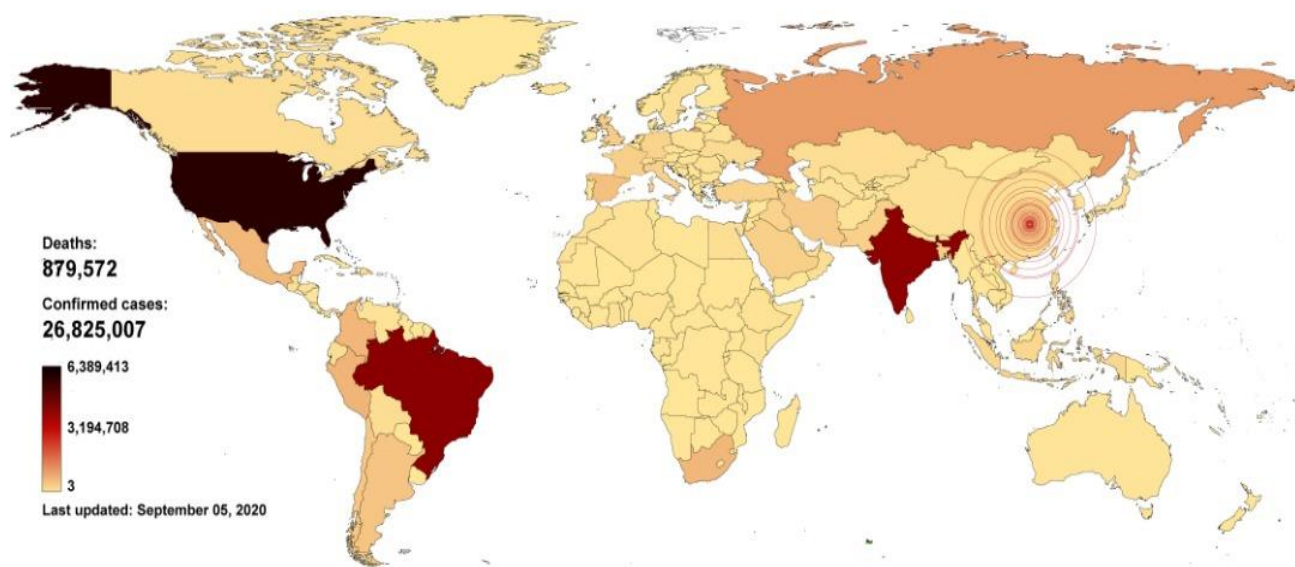 Deaths:
879,572
Confirmed cases:
26,825,007
6,389,413
3,194,708
3
Last updated: September 05, 2020